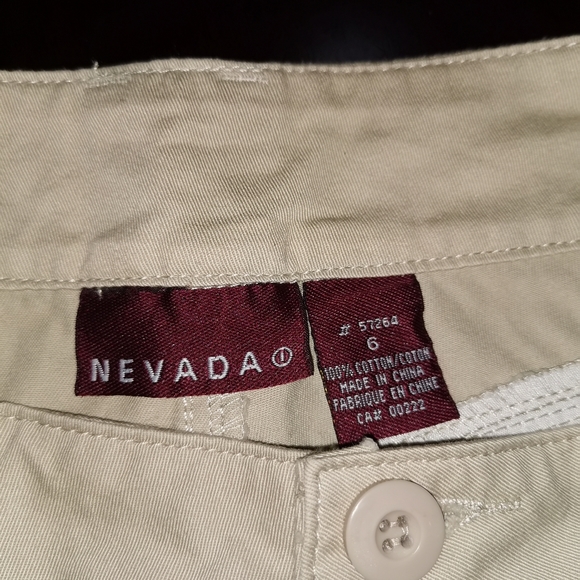 NEVADA
# 57264
6
100% COTTON/COTON
MADE IN CHINA
FABRIQUE EN CHINE
CA# 00222